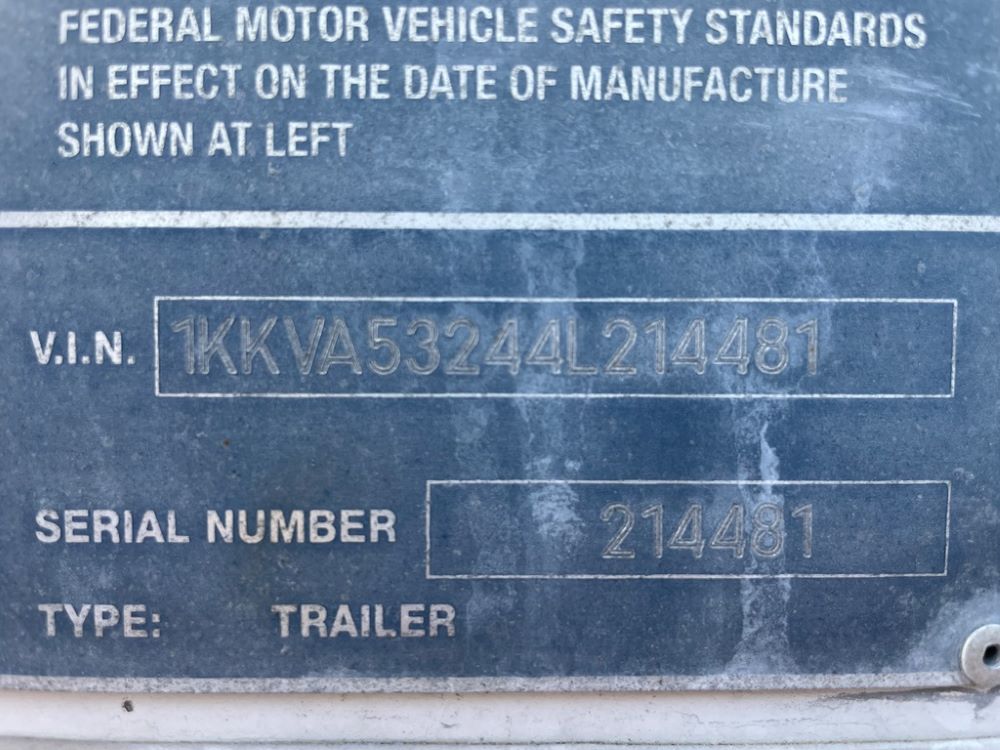 FEDERAL MOTOR VEHICLE SAFETY STANDARDS
IN EFFECT ON THE DATE OF MANUFACTURE
SHOWN AT LEFT
V.I.N. 1KKVA53244L214481
SERIAL NUMBER 214481
TYPE: TRAILER